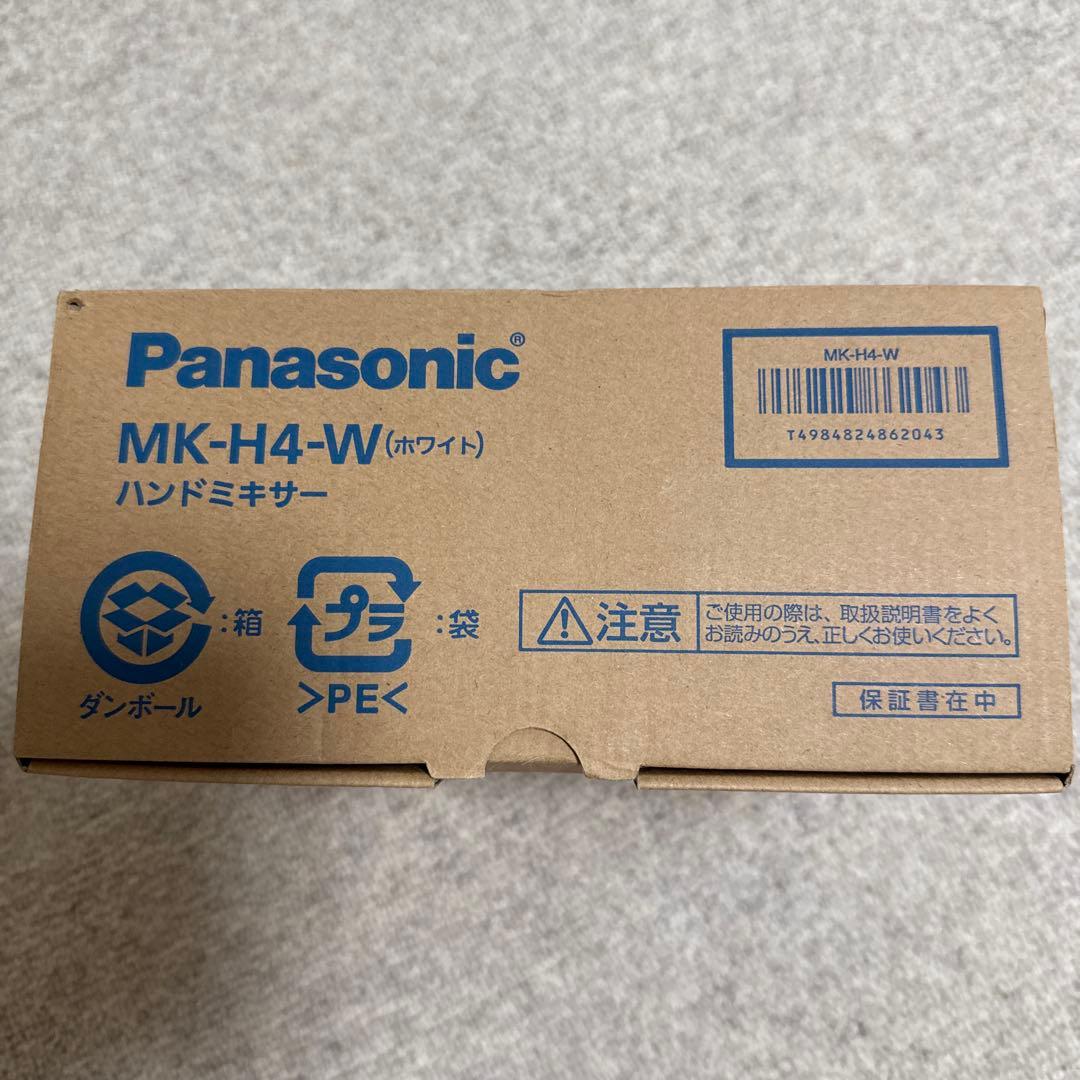 Panasonic®
MK-H4-W(ホワイト)
ハンドミキサー
MK-H4-W
T4984824862043
:箱
ダンボール
プラ
:袋
>PE<
注意
ご使用の際は、取扱説明書をよく
お読みのうえ、正しくお使いください。
保証書在中